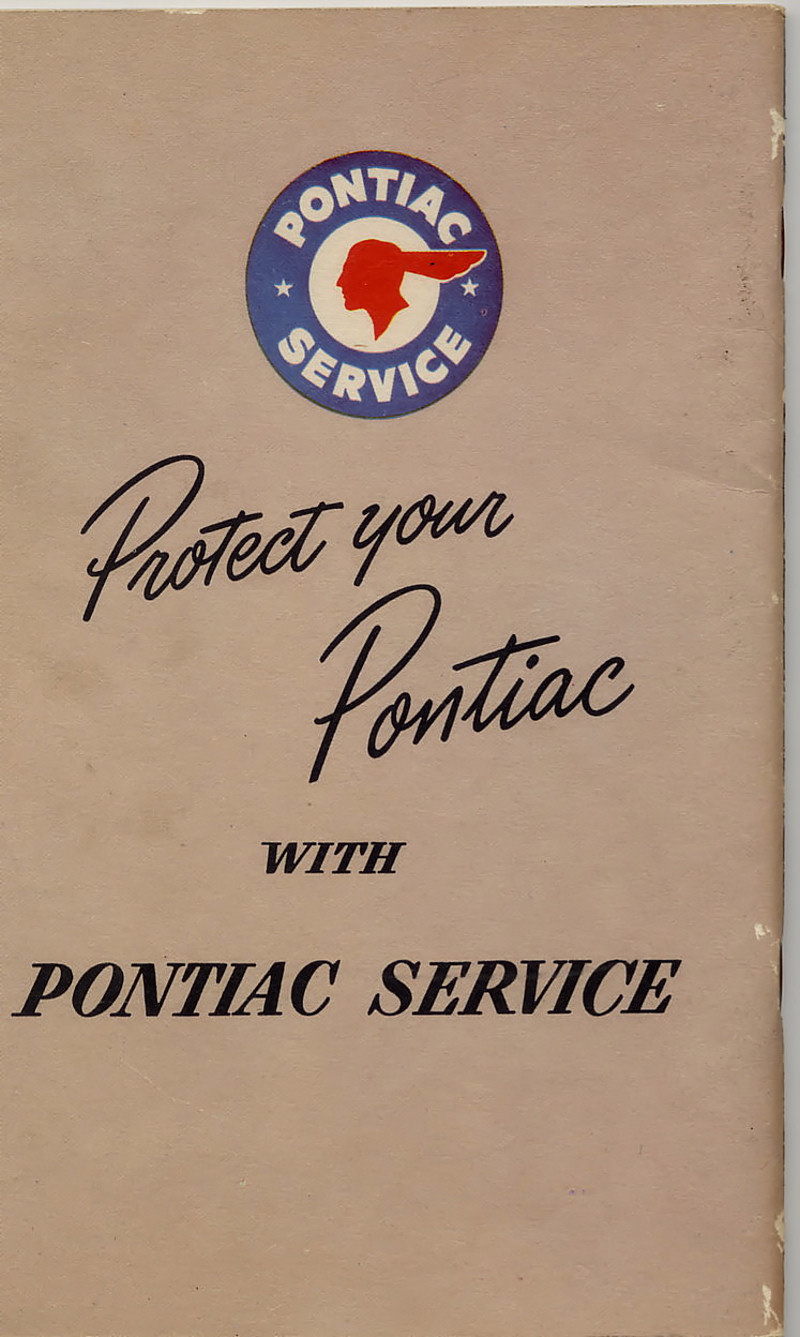 PONTIAC
SERVICE
Protect your
Pontiac
WITH
PONTIAC SERVICE